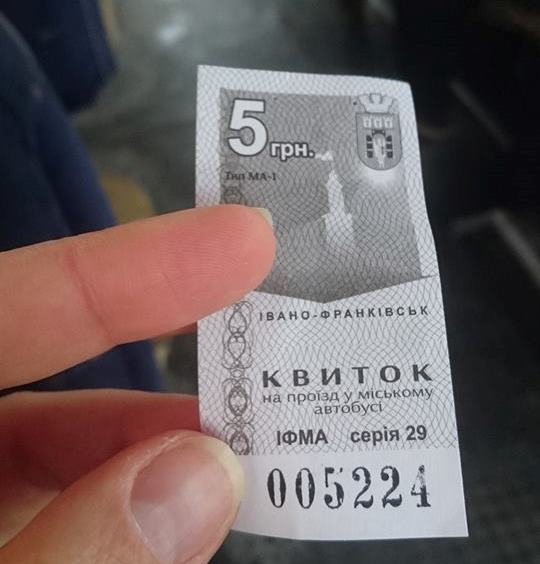 5 грн.
Тип МА-1
ІВАНО-ФРАНКІВСЬК
КВИТОК
на проїзд у міському
автобусі
ІФМА серія 29
005224